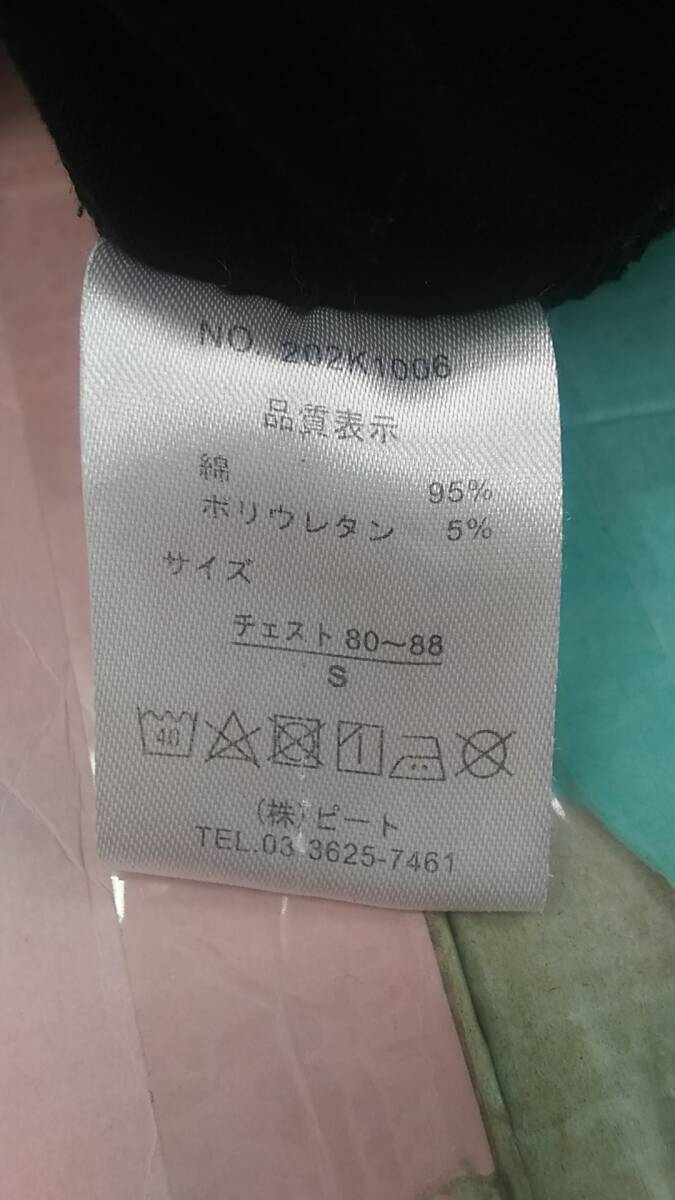 NO. 202K1006
品質表示
綿 95%
ポリウレタン 5%
サイズ
チェスト 80～88
S
40
(株)ピート
TEL.03 3625-7461